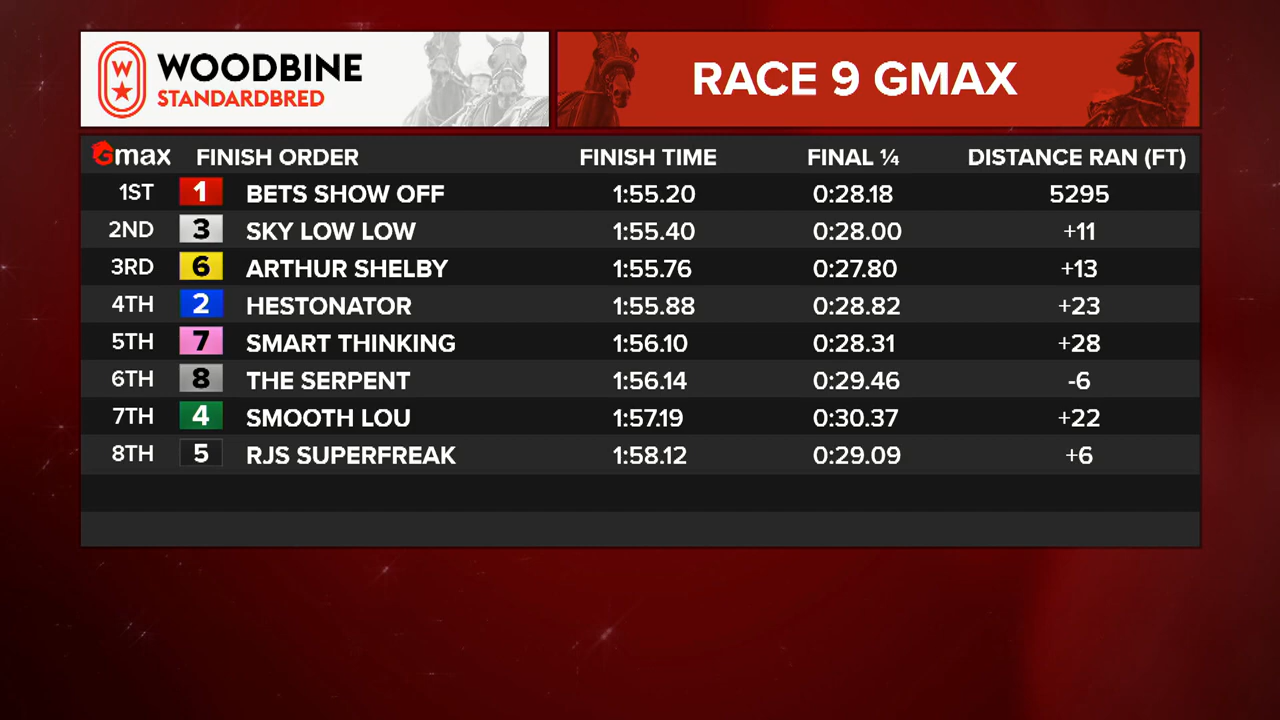 W
WOODBINE
STANDARDBRED
RACE 9 GMAX
Gmax FINISH ORDER FINISH TIME FINAL ¼ DISTANCE RAN (FT)
1ST 1 BETS SHOW OFF 1:55.20 0:28.18 5295
2ND 3 SKY LOW LOW 1:55.40 0:28.00 +11
3RD 6 ARTHUR SHELBY 1:55.76 0:27.80 +13
4TH 2 HESTONATOR 1:55.88 0:28.82 +23
5TH 7 SMART THINKING 1:56.10 0:28.31 +28
6TH 8 THE SERPENT 1:56.14 0:29.46 -6
7TH 4 SMOOTH LOU 1:57.19 0:30.37 +22
8TH 5 RJS SUPERFREAK 1:58.12 0:29.09 +6